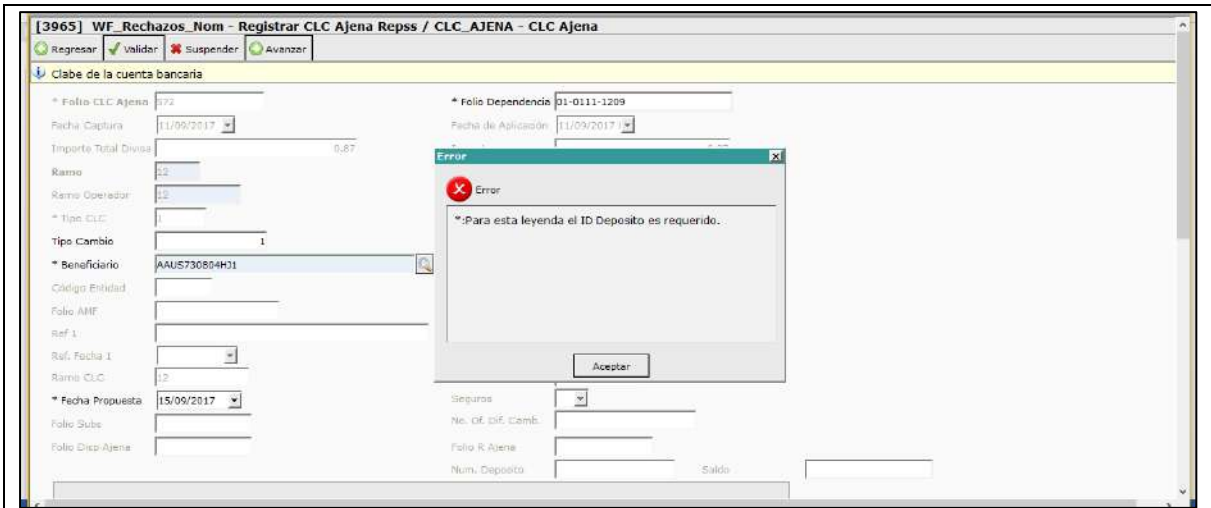 [3965] WF_Rechazos_Nom - Registrar CLC Ajena Repss / CLC_AJENA - CLC Ajena
Regresar Validar Suspender Avanzar
Clabe de la cuenta bancaria
* Folio CLC Ajena 572 * Folio Dependencia 01-0111-1209
Fecha Captura 11/09/2017 Fecha de Aplicación 11/09/2017
Importe Total Divisa 0.87
Error
Ramo 12
Error
Ramo Operador 12
*:Para esta leyenda el ID Deposito es requerido.
* Tipo CLC 1
Tipo Cambio 1
* Beneficiario AAUS730804HJ1
Código Entidad
Folio AMF
Ref 1
Ref. Fecha 1
Aceptar
Ramo CLC 12
* Fecha Propuesta 15/09/2017 Seguros
Folio Sube No. Of. Dif. Camb.
Folio Dicp Ajena Folio R Ajena
Num. Deposito Saldo